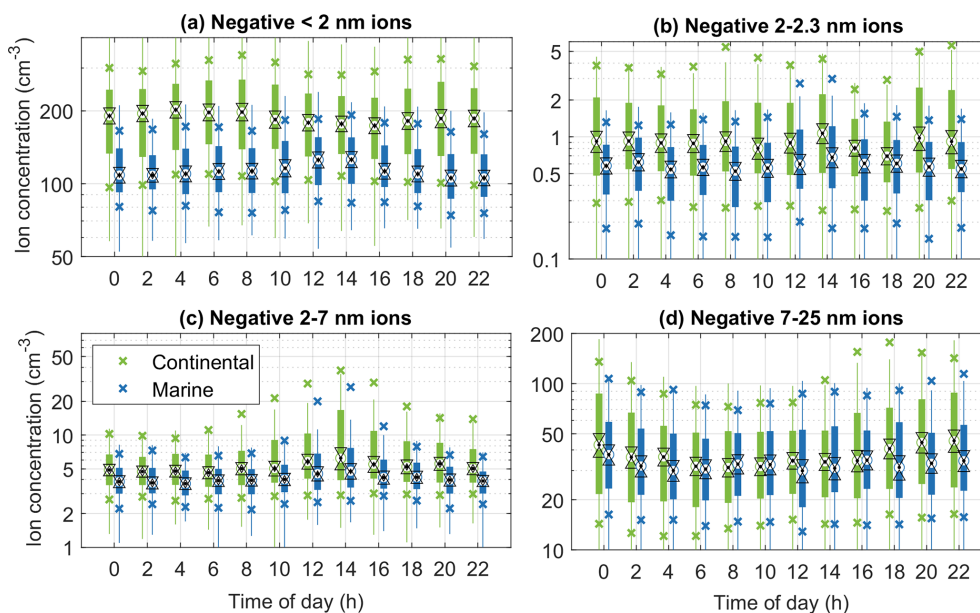 (a) Negative < 2 nm ions
Ion concentration (cm⁻³)
200
100
50
0 2 4 6 8 10 12 14 16 18 20 22
(b) Negative 2-2.3 nm ions
5
2
1
0.5
0.1
0 2 4 6 8 10 12 14 16 18 20 22
(c) Negative 2-7 nm ions
Ion concentration (cm⁻³)
50
20
10
5
2
1
Continental
Marine
0 2 4 6 8 10 12 14 16 18 20 22
Time of day (h)
(d) Negative 7-25 nm ions
200
100
50
20
10
0 2 4 6 8 10 12 14 16 18 20 22
Time of day (h)